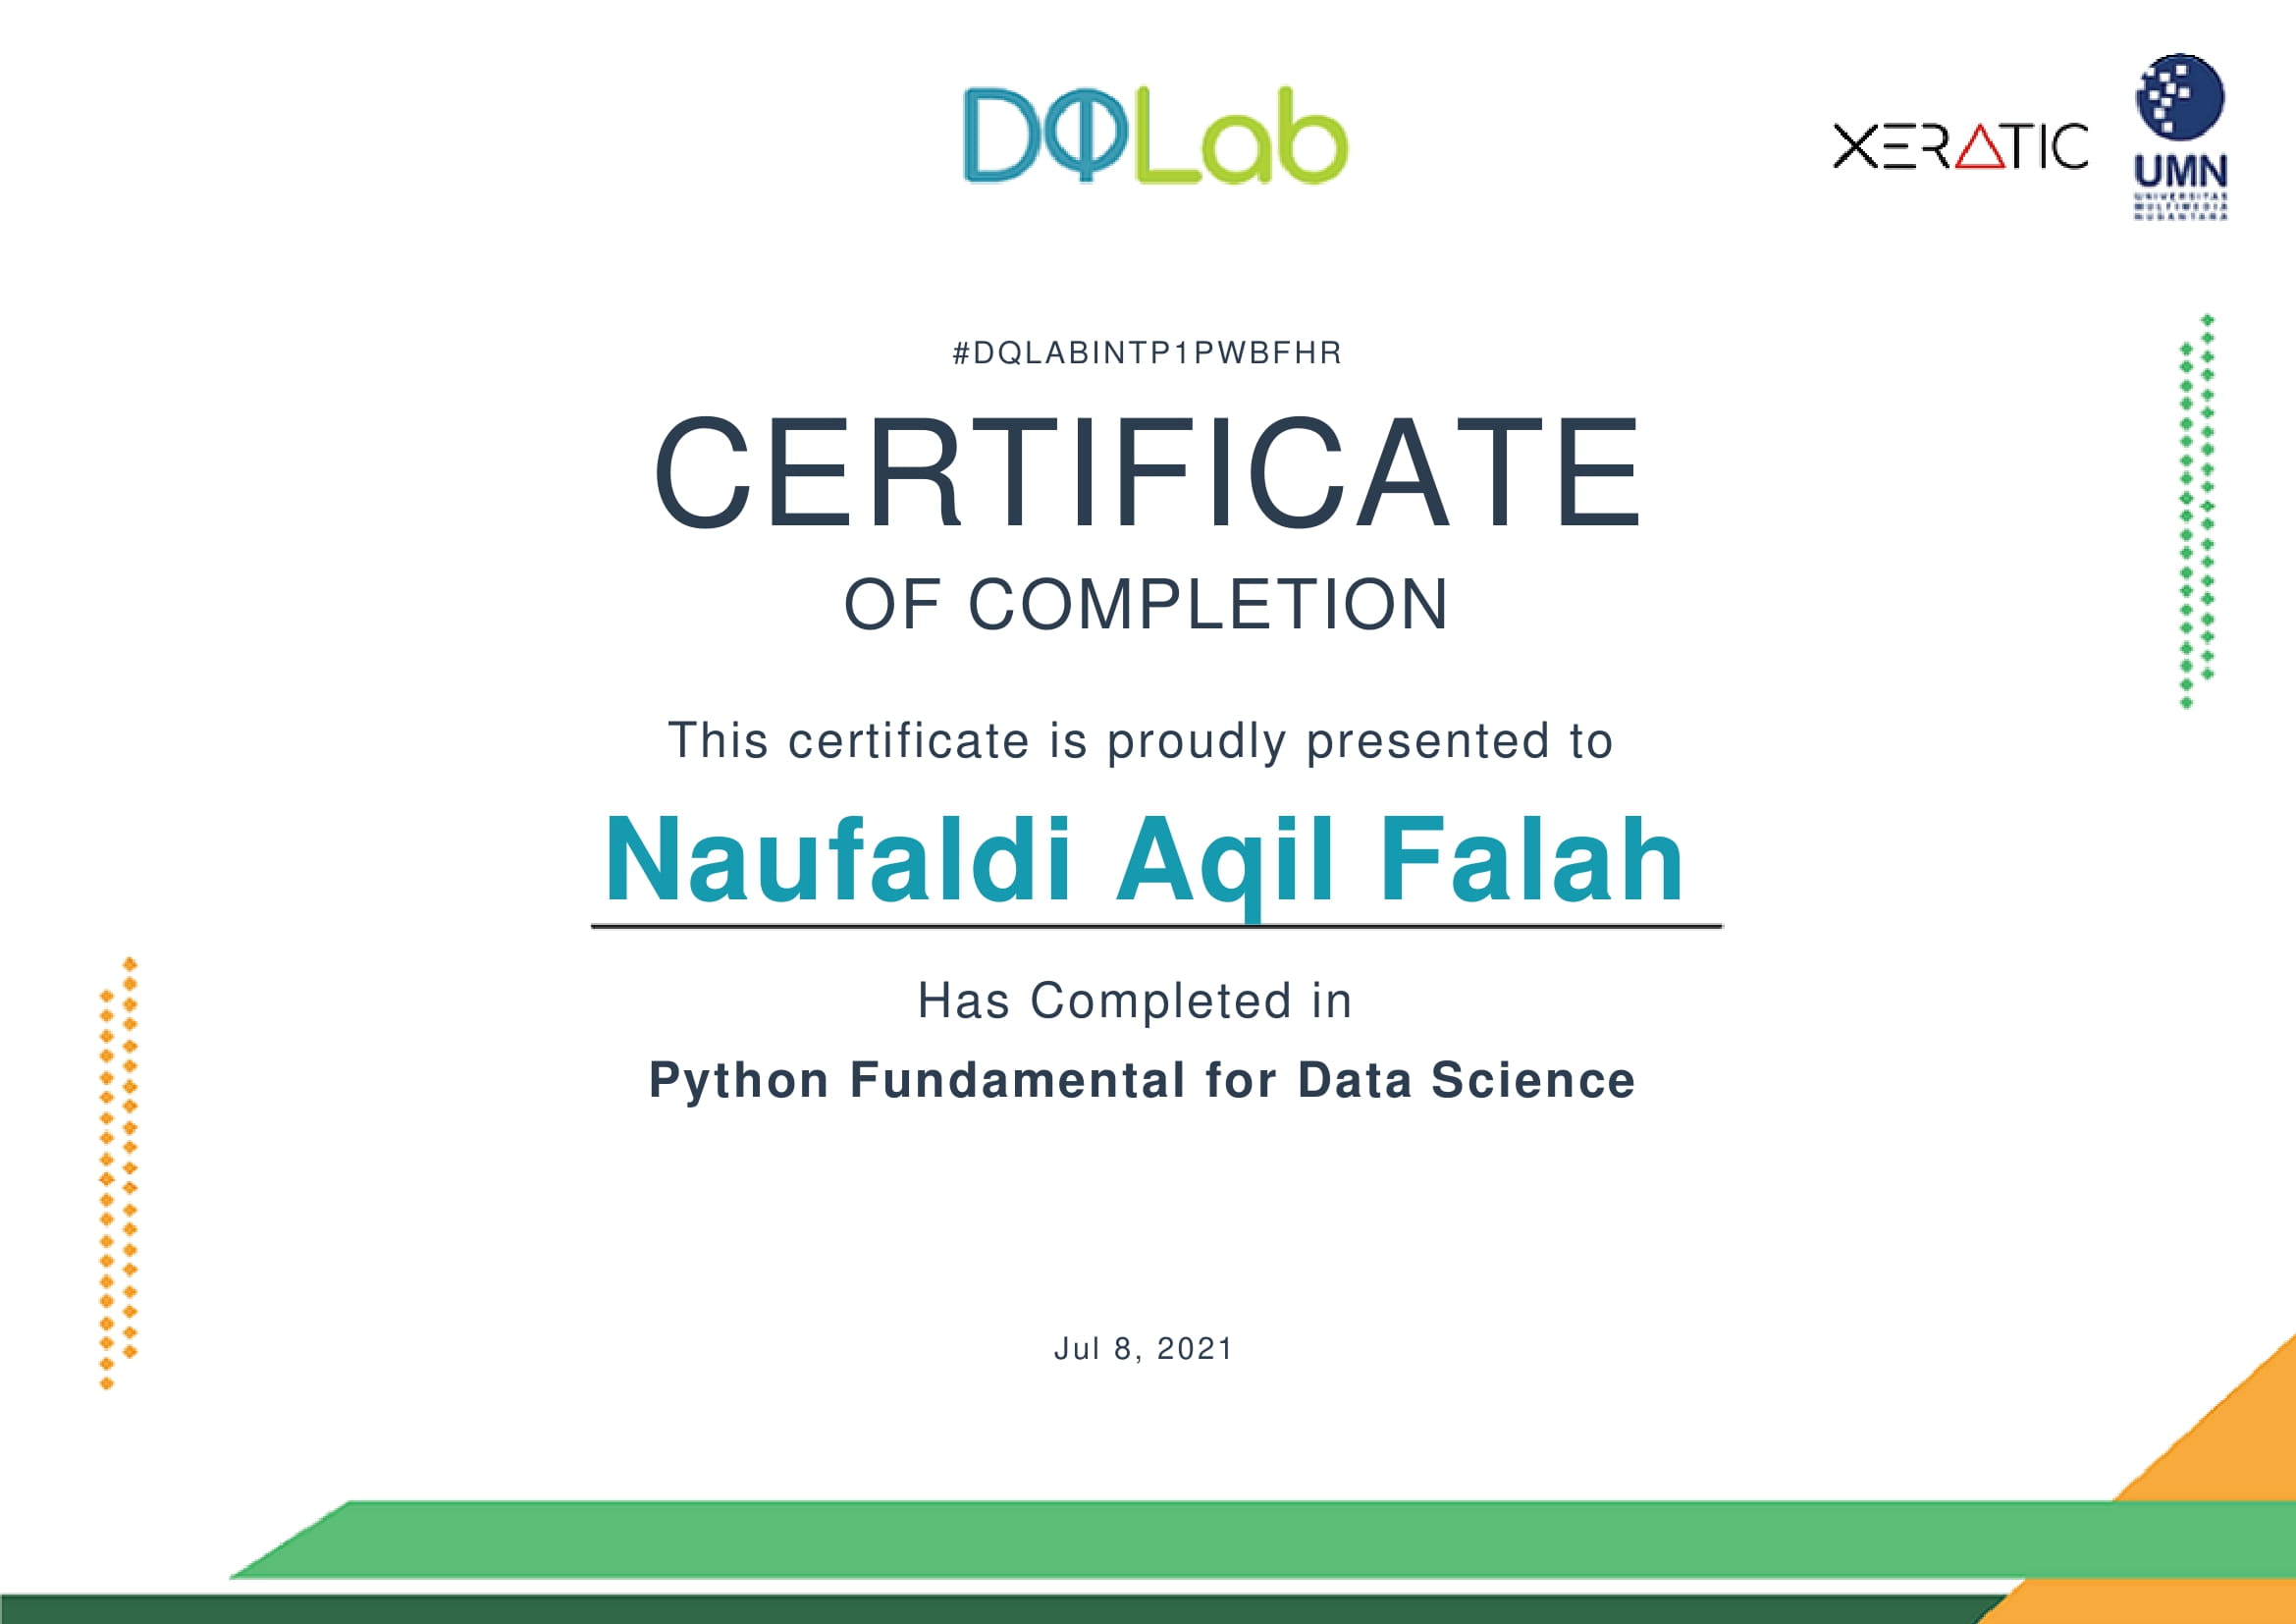 DQLab
XERATIC
UMN
UNIVERSITAS
MULTIMEDIA
NUSANTARA
#DQLABINTP1PWBFHR
CERTIFICATE
OF COMPLETION
This certificate is proudly presented to
Naufaldi Aqil Falah
Has Completed in
Python Fundamental for Data Science
Jul 8, 2021